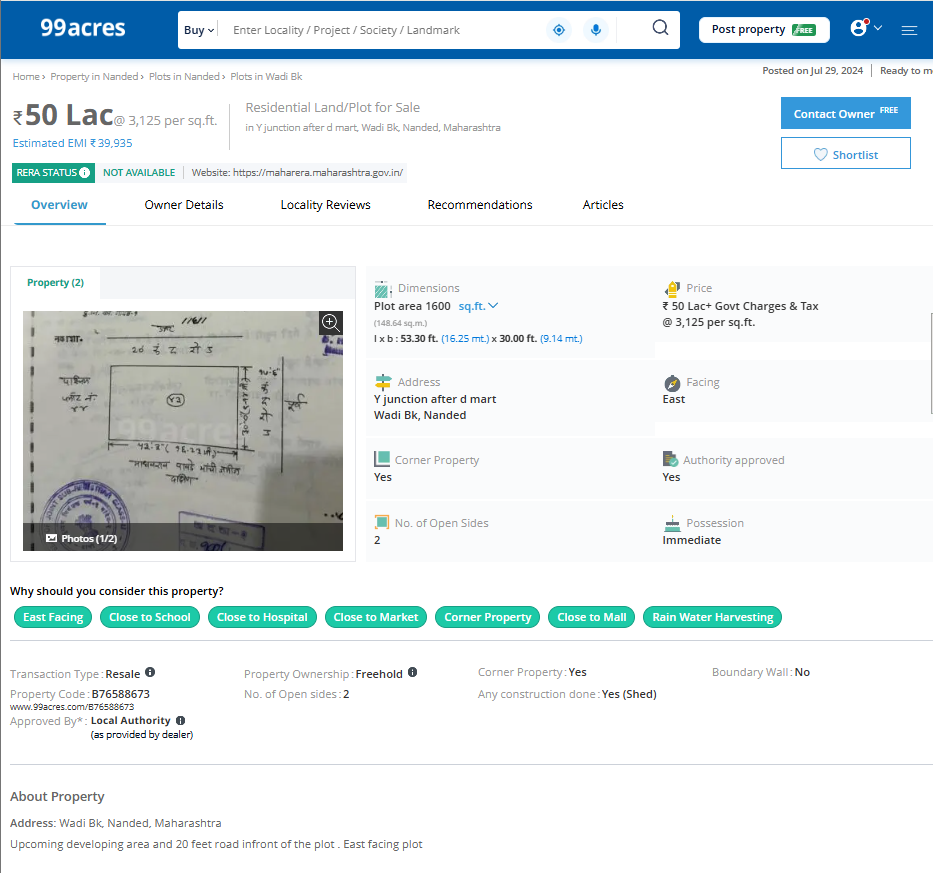 99acres
Buy
Enter Locality / Project / Society / Landmark
Post property FREE
Home › Property in Nanded › Plots in Nanded › Plots in Wadi Bk
Posted on Jul 29, 2024
Ready to m
₹50 Lac@ 3,125 per sq.ft.
Estimated EMI ₹39,935
Residential Land/Plot for Sale
in Y junction after d mart, Wadi Bk, Nanded, Maharashtra
Contact Owner FREE
Shortlist
RERA STATUS NOT AVAILABLE Website: https://maharera.maharashtra.gov.in/
Overview Owner Details Locality Reviews Recommendations Articles
Property (2)
99acres
Photos (1/2)
Dimensions
Plot area 1600 sq.ft.
(148.64 sq.m.)
l x b : 53.30 ft. (16.25 mt.) x 30.00 ft. (9.14 mt.)
Price
₹ 50 Lac+ Govt Charges & Tax
@ 3,125 per sq.ft.
Address
Y junction after d mart
Wadi Bk, Nanded
Facing
East
Corner Property
Yes
Authority approved
Yes
No. of Open Sides
2
Possession
Immediate
Why should you consider this property?
East Facing Close to School Close to Hospital Close to Market Corner Property Close to Mall Rain Water Harvesting
Transaction Type : Resale
Property Ownership : Freehold
Corner Property : Yes
Boundary Wall : No
Property Code : B76588673
www.99acres.com/B76588673
No. of Open sides : 2
Any construction done : Yes (Shed)
Approved By* : Local Authority
(as provided by dealer)
About Property
Address: Wadi Bk, Nanded, Maharashtra
Upcoming developing area and 20 feet road infront of the plot . East facing plot